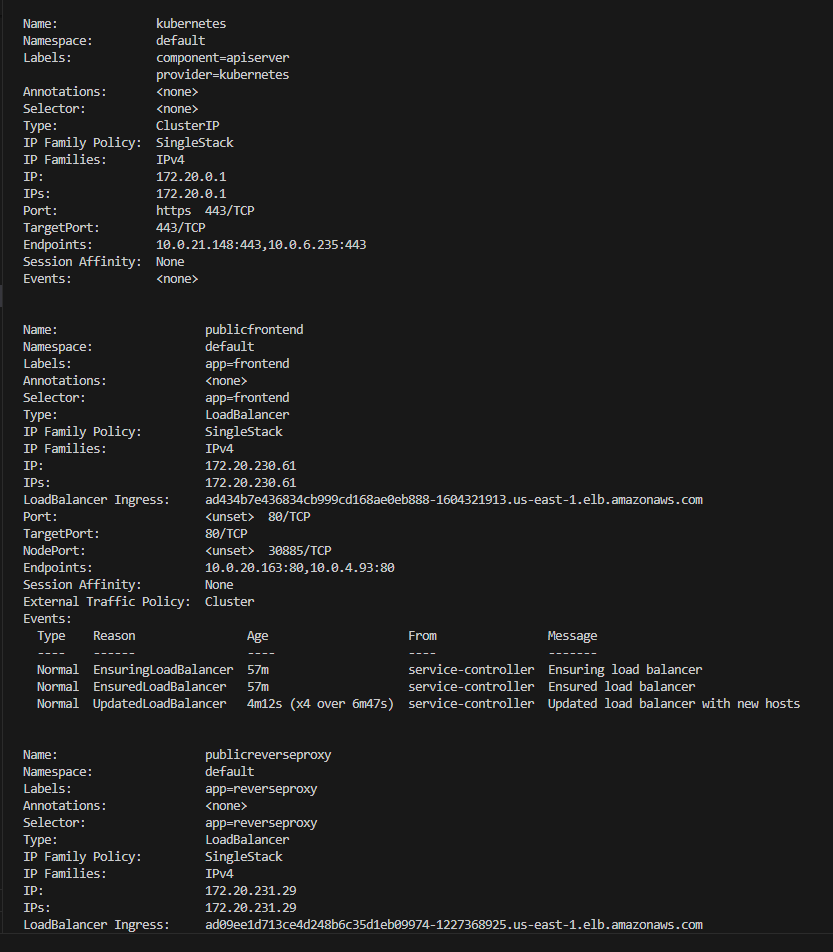 Name:              kubernetes
Namespace:         default
Labels:            component=apiserver
                   provider=kubernetes
Annotations:       <none>
Selector:          <none>
Type:              ClusterIP
IP Family Policy:  SingleStack
IP Families:       IPv4
IP:                172.20.0.1
IPs:               172.20.0.1
Port:              https  443/TCP
TargetPort:        443/TCP
Endpoints:         10.0.21.148:443,10.0.6.235:443
Session Affinity:  None
Events:            <none>
Name:                     publicfrontend
Namespace:                default
Labels:                   app=frontend
Annotations:              <none>
Selector:                 app=frontend
Type:                     LoadBalancer
IP Family Policy:         SingleStack
IP Families:              IPv4
IP:                       172.20.230.61
IPs:                      172.20.230.61
LoadBalancer Ingress:     ad434b7e436834cb999cd168ae0eb888-1604321913.us-east-1.elb.amazonaws.com
Port:                     <unset>  80/TCP
TargetPort:               80/TCP
NodePort:                 <unset>  30885/TCP
Endpoints:                10.0.20.163:80,10.0.4.93:80
Session Affinity:         None
External Traffic Policy:  Cluster
Events:
  Type    Reason                Age                    From                Message
  ----    ------                ----                   ----                -------
  Normal  EnsuringLoadBalancer  57m                    service-controller  Ensuring load balancer
  Normal  EnsuredLoadBalancer   57m                    service-controller  Ensured load balancer
  Normal  UpdatedLoadBalancer   4m12s (x4 over 6m47s)  service-controller  Updated load balancer with new hosts
Name:                     publicreverseproxy
Namespace:                default
Labels:                   app=reverseproxy
Annotations:              <none>
Selector:                 app=reverseproxy
Type:                     LoadBalancer
IP Family Policy:         SingleStack
IP Families:              IPv4
IP:                       172.20.231.29
IPs:                      172.20.231.29
LoadBalancer Ingress:     ad09ee1d713ce4d248b6c35d1eb09974-1227368925.us-east-1.elb.amazonaws.com